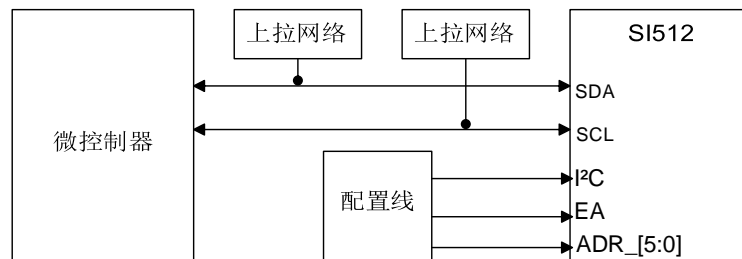 上拉网络
上拉网络
SI512
SDA
微控制器
SCL
配置线
I²C
EA
ADR_[5:0]